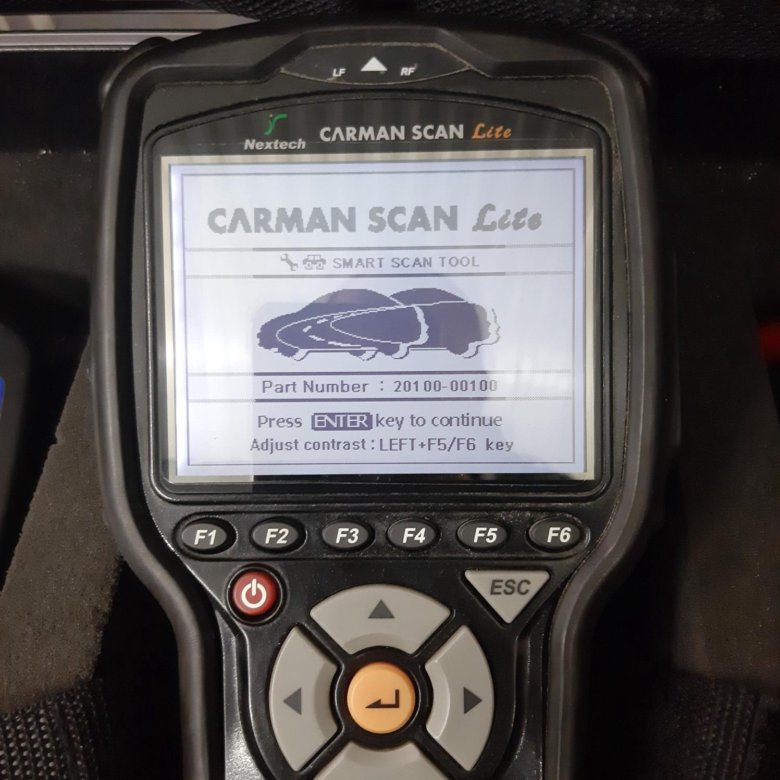 LF RF
Nextech CARMAN SCAN Lite
CARMAN SCAN Lite
SMART SCAN TOOL
Part Number : 20100-00100
Press ENTER key to continue
Adjust contrast : LEFT+F5/F6 key
F1 F2 F3 F4 F5 F6
ESC